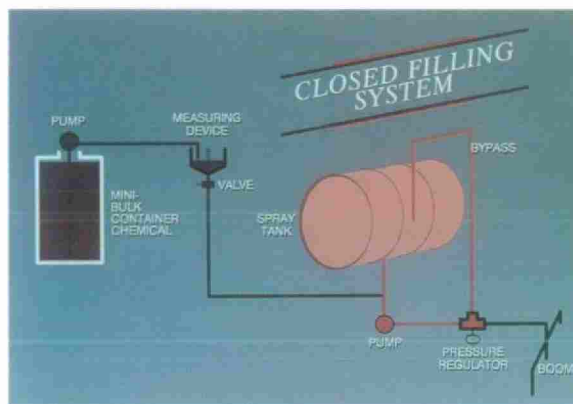 CLOSED FILLING
SYSTEM
PUMP
MEASURING
DEVICE
BYPASS
VALVE
MINI-
BULK
CONTAINER
CHEMICAL
SPRAY
TANK
PUMP
PRESSURE
REGULATOR
BOOM